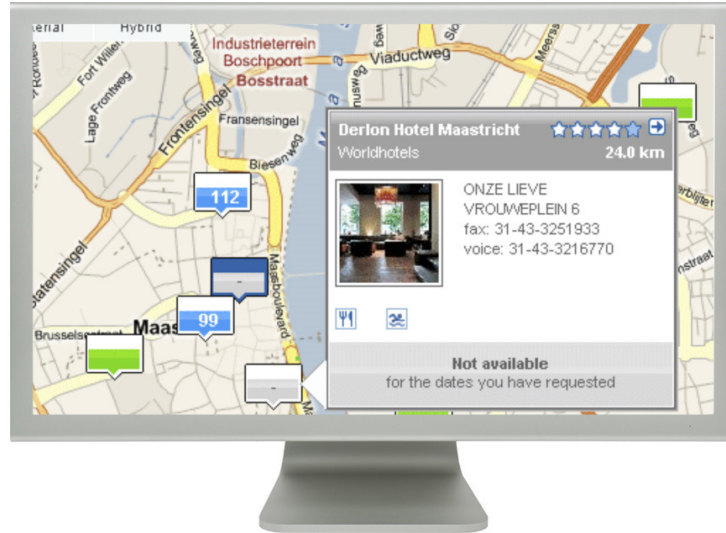 Hybrid
Fort Willem
Lage Frontweg
Frontensingel
Industrieterrein
Boschpoort
Bosstraat
Viaductweg
Fransensingel
Biesenweg
112
-
99
Maasboulevard
Statensingel
-
Derlon Hotel Maastricht
Worldhotels
24.0 km
ONZE LIEVE
VROUWEPLEIN 6
fax: 31-43-3251933
voice: 31-43-3216770
Not available
for the dates you have requested